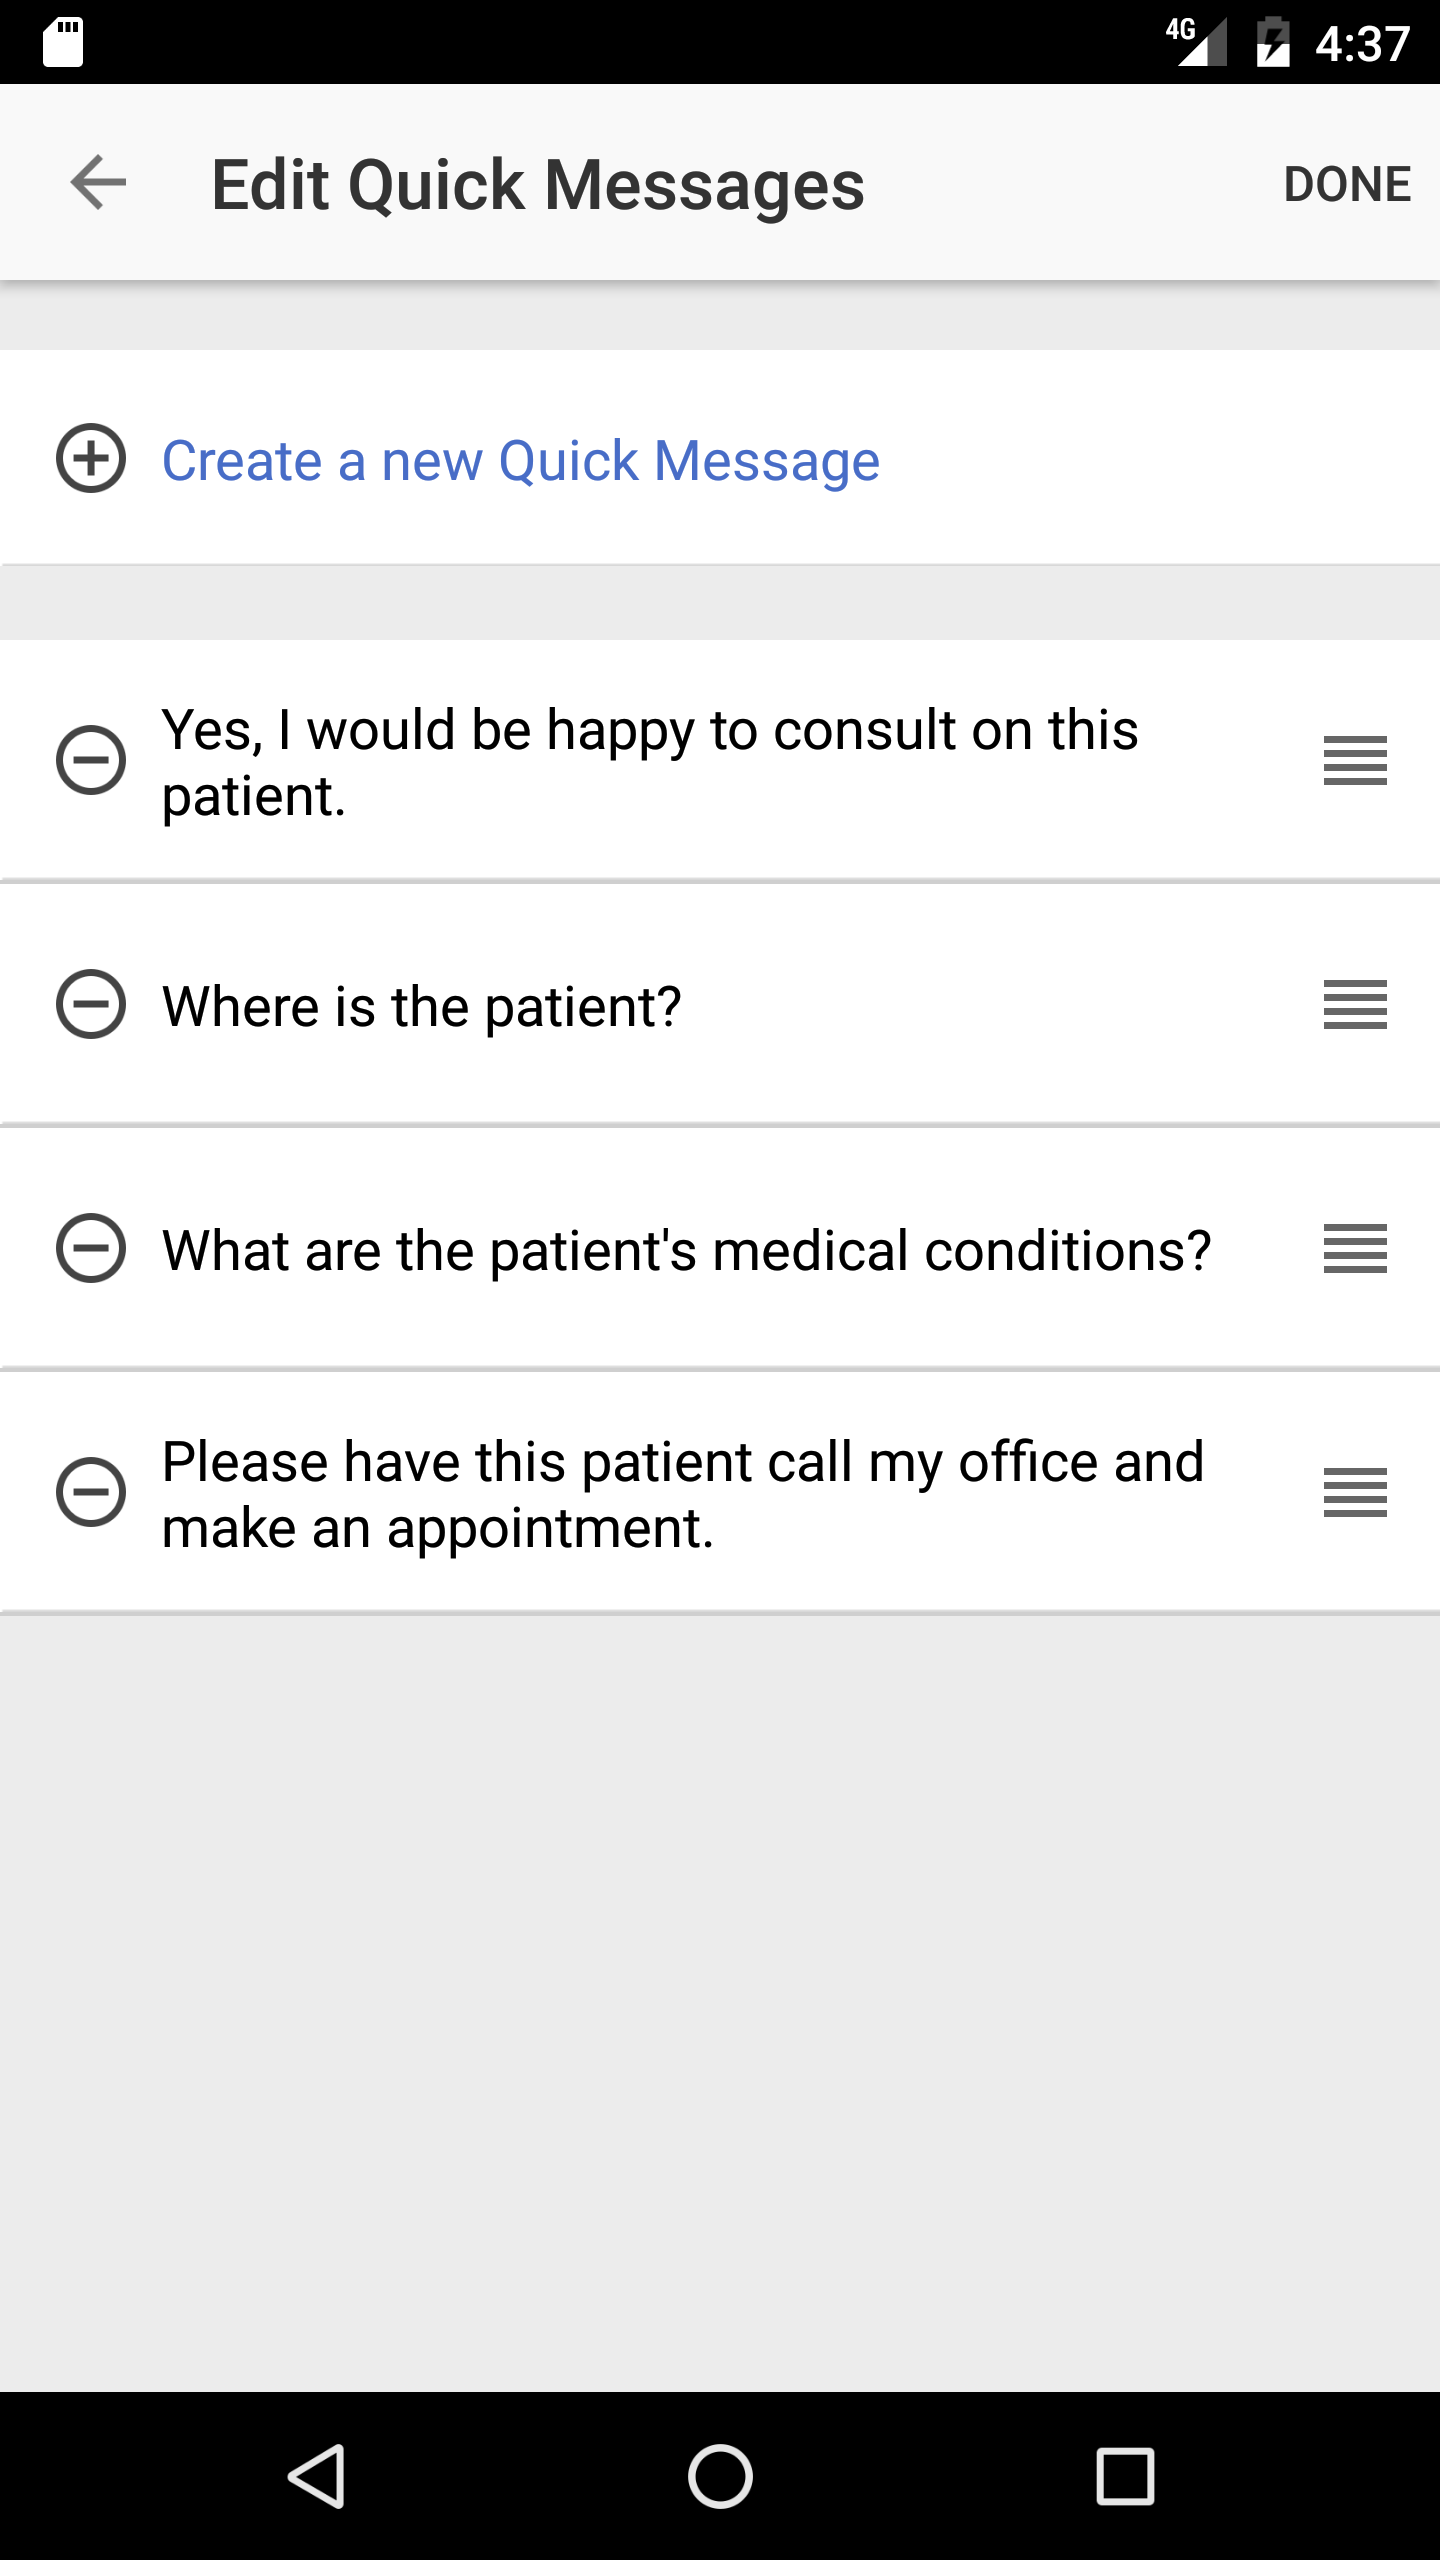 4G 4:37
Edit Quick Messages DONE
Create a new Quick Message
Yes, I would be happy to consult on this
patient.
Where is the patient?
What are the patient's medical conditions?
Please have this patient call my office and
make an appointment.